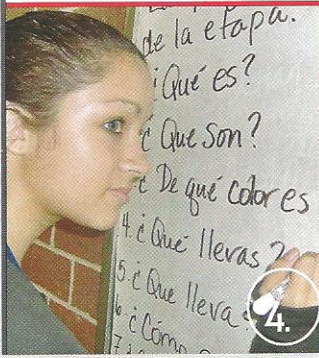 de la etapa.
¿Qué es?
¿Que son?
¿De qué colores
4. ¿Qué llevas?
5. ¿Que lleva
6. ¿Cómo
4.